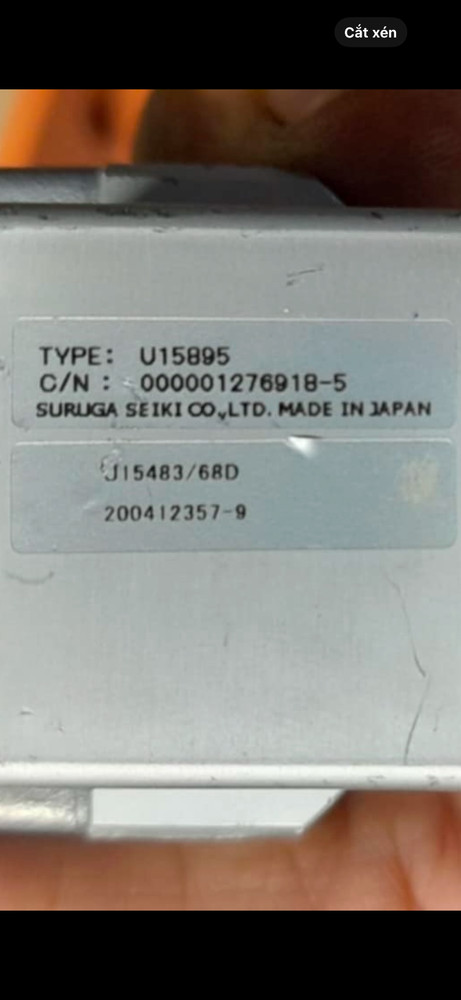 Cắt xén
TYPE: U15895
C/N : 000001276918-5
SURUGA SEIKI CO.,LTD. MADE IN JAPAN
J15483/68D
200412357-9